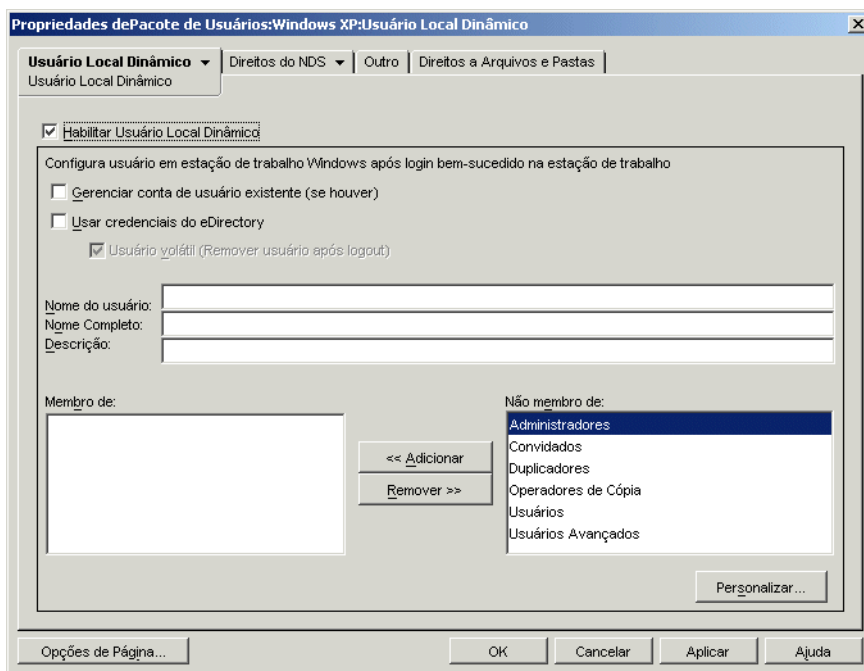 Propriedades dePacote de Usuários:Windows XP:Usuário Local Dinâmico
Usuário Local Dinâmico Direitos do NDS Outro Direitos a Arquivos e Pastas
Usuário Local Dinâmico
Habilitar Usuário Local Dinâmico
Configura usuário em estação de trabalho Windows após login bem-sucedido na estação de trabalho
Gerenciar conta de usuário existente (se houver)
Usar credenciais do eDirectory
Usuário volátil (Remover usuário após logout)
Nome do usuário:
Nome Completo:
Descrição:
Membro de:
<< Adicionar
Remover >>
Não membro de:
Administradores
Convidados
Duplicadores
Operadores de Cópia
Usuários
Usuários Avançados
Personalizar...
Opções de Página... OK Cancelar Aplicar Ajuda